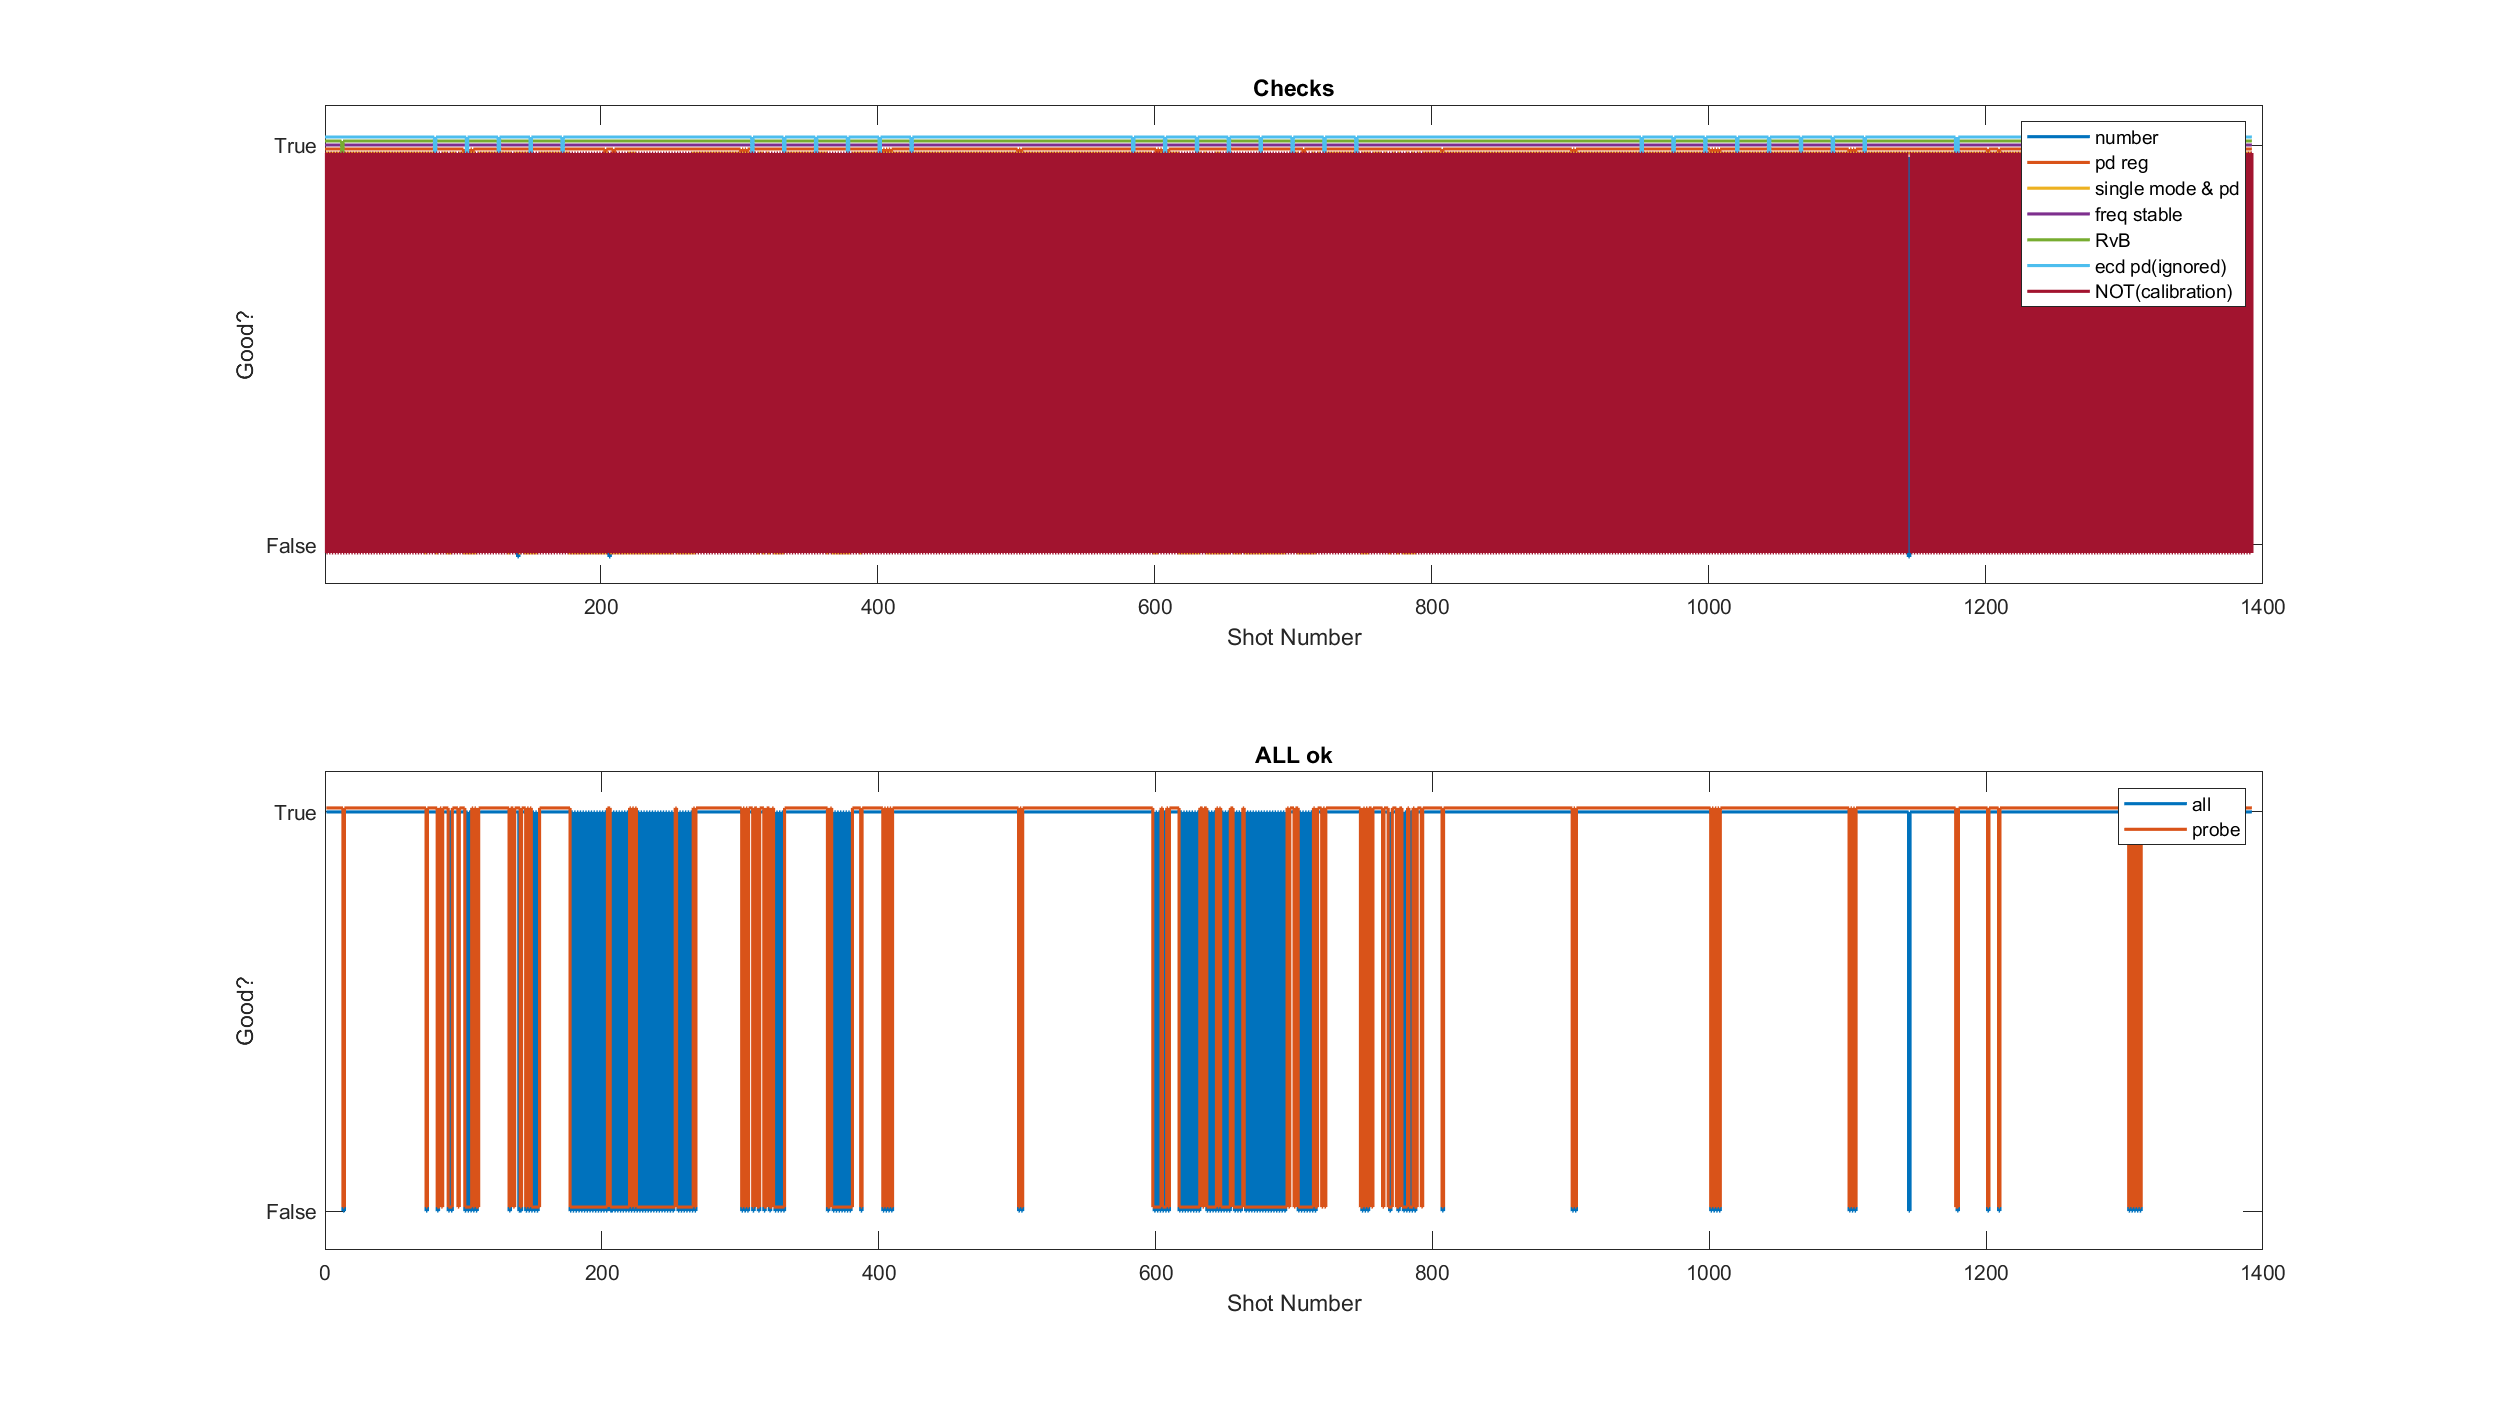 Checks
True
False
Good?
200 400 600 800 1000 1200 1400
Shot Number
number
pd reg
single mode & pd
freq stable
RvB
ecd pd(ignored)
NOT(calibration)
ALL ok
True
False
Good?
0 200 400 600 800 1000 1200 1400
Shot Number
all
probe